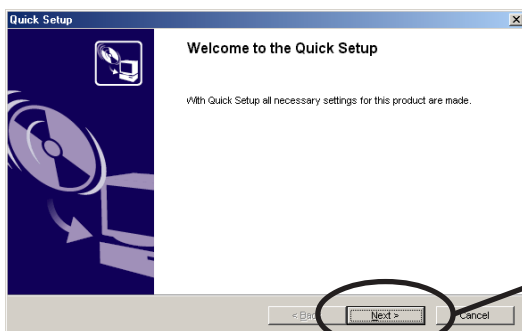 Quick Setup
Welcome to the Quick Setup
With Quick Setup all necessary settings for this product are made.
< Back Next > Cancel